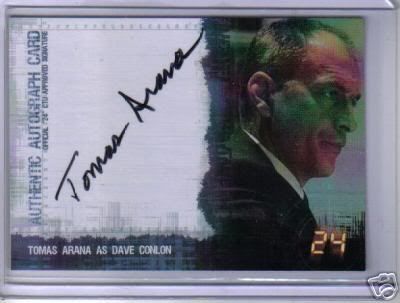 AUTHENTIC AUTOGRAPH CARD
OFFICIAL "24" CTU APPROVED SIGNATURE
Tomas Arana
TOMAS ARANA AS DAVE CONLON
24